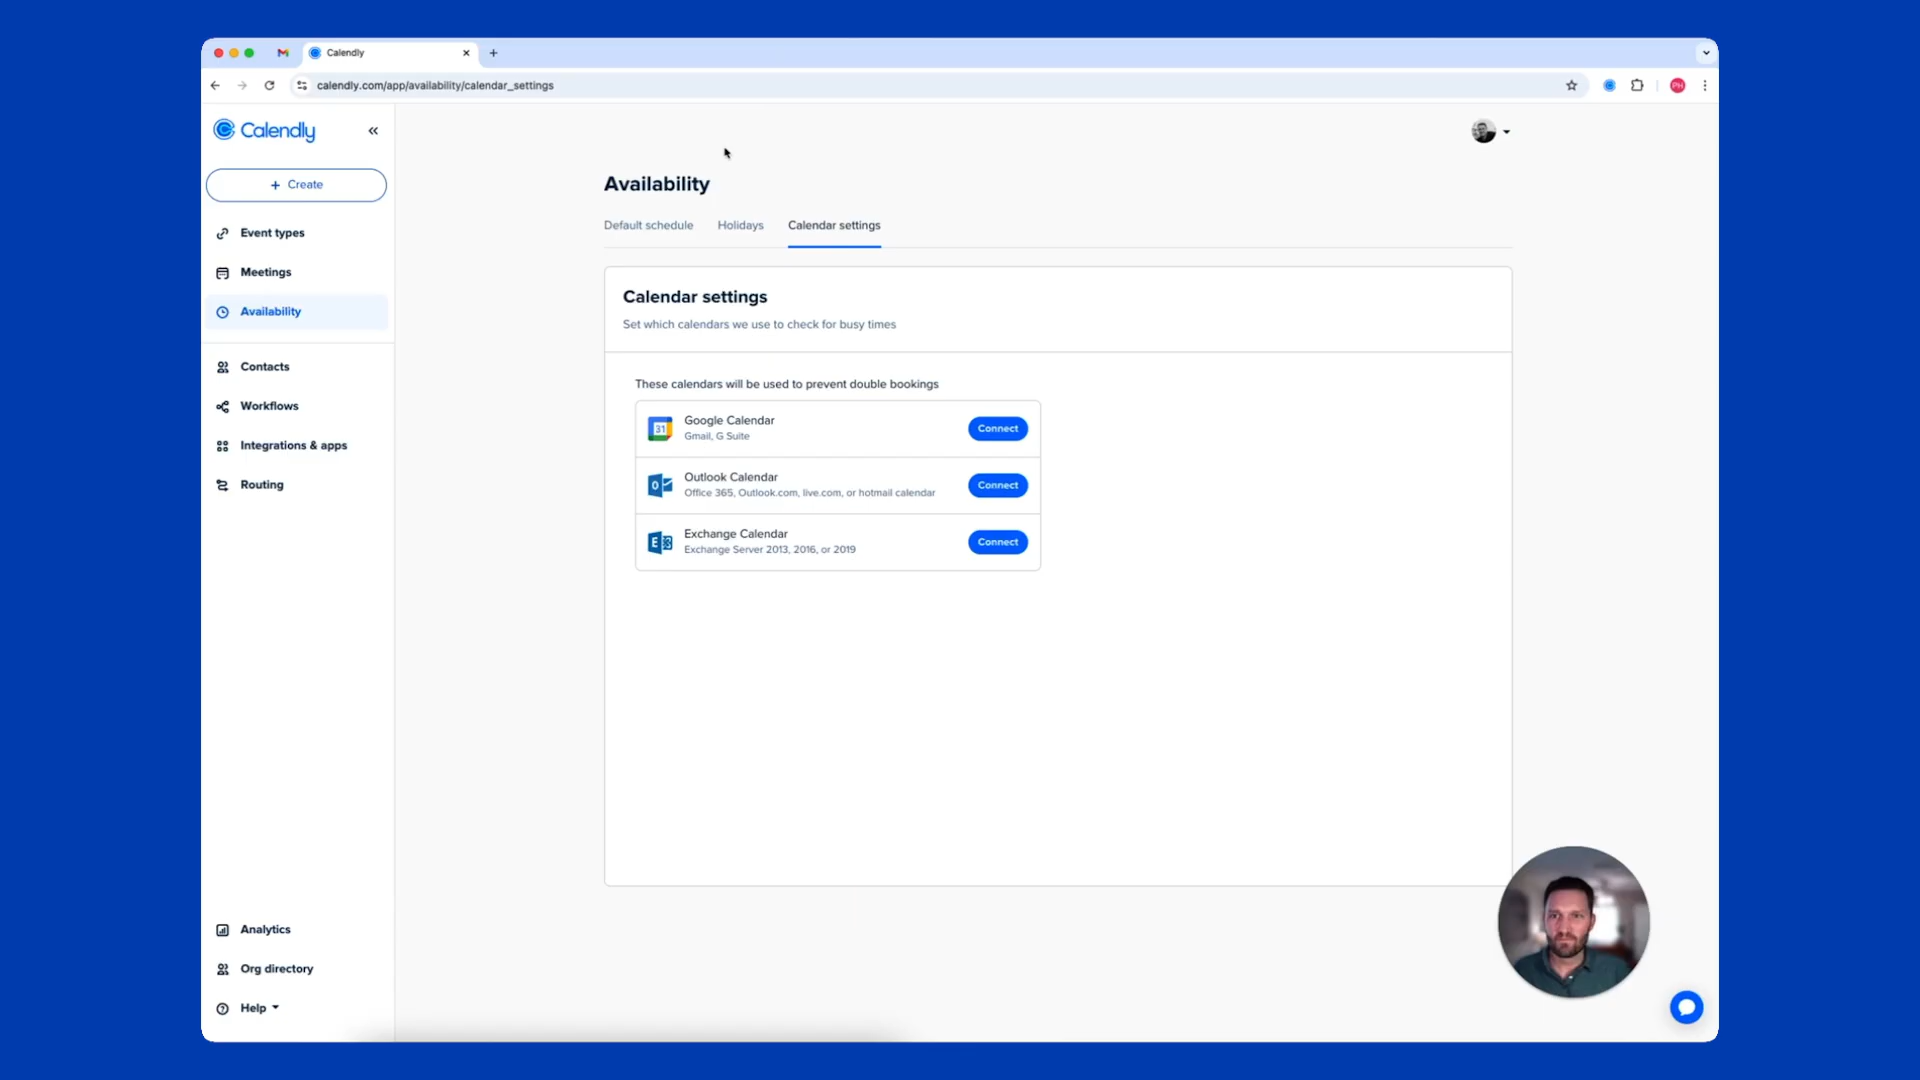 Calendly
calendly.com/app/availability/calendar_settings
PH
Calendly
Create
Event types
Meetings
Availability
Contacts
Workflows
Integrations & apps
Routing
Analytics
Org directory
Help
Availability
Default schedule
Holidays
Calendar settings
Calendar settings
Set which calendars we use to check for busy times
These calendars will be used to prevent double bookings
31
Google Calendar
Gmail, G Suite
Connect
Outlook Calendar
Office 365, Outlook.com, live.com, or hotmail calendar
Connect
Exchange Calendar
Exchange Server 2013, 2016, or 2019
Connect